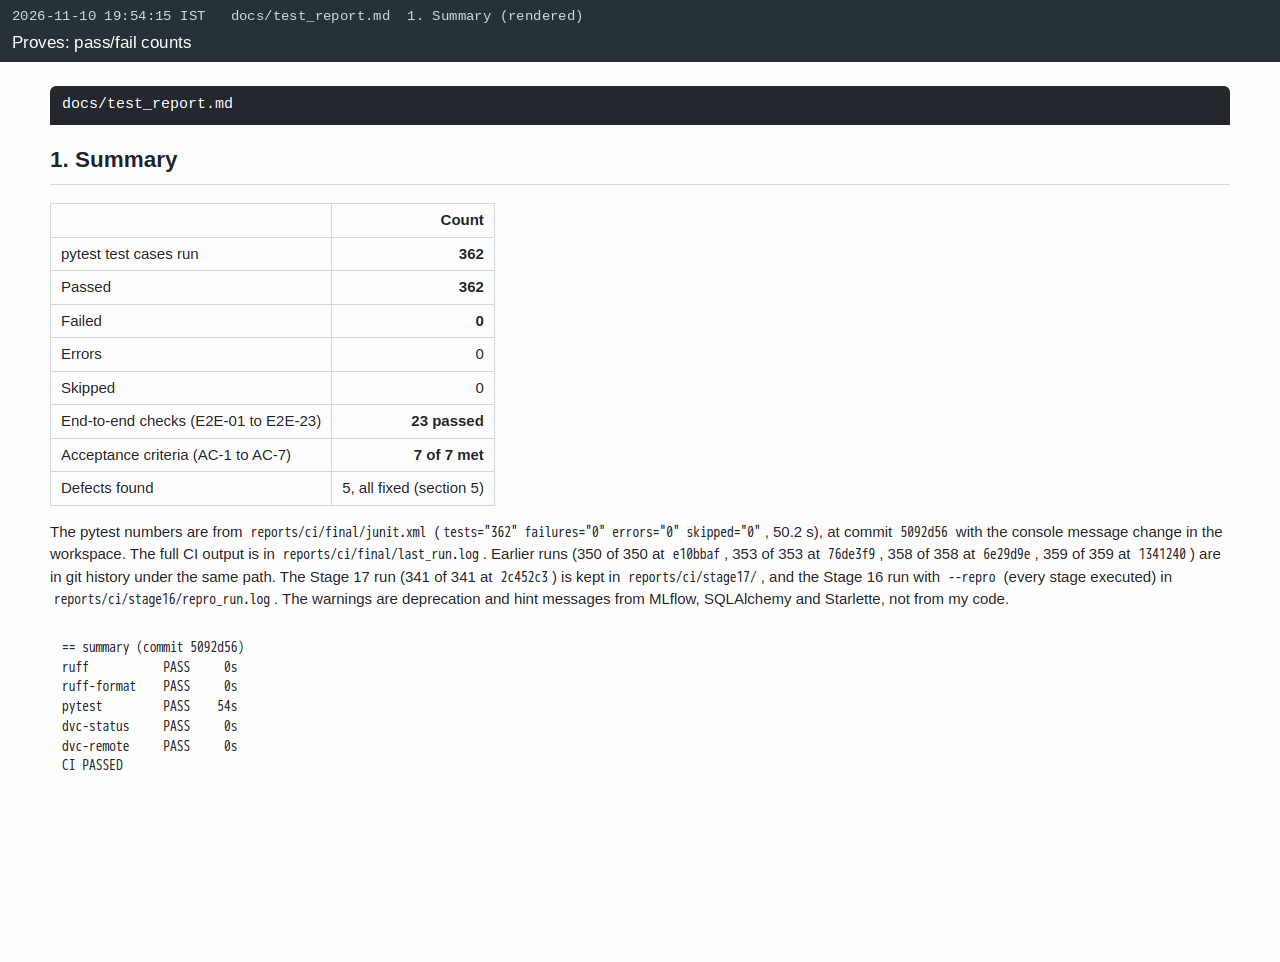 2026-11-10 19:54:15 IST   docs/test_report.md  1. Summary (rendered)
Proves: pass/fail counts
docs/test_report.md
1. Summary
Count
pytest test cases run 362
Passed 362
Failed 0
Errors 0
Skipped 0
End-to-end checks (E2E-01 to E2E-23) 23 passed
Acceptance criteria (AC-1 to AC-7) 7 of 7 met
Defects found 5, all fixed (section 5)
The pytest numbers are from reports/ci/final/junit.xml (tests="362" failures="0" errors="0" skipped="0", 50.2 s), at commit 5092d56 with the console message change in the
workspace. The full CI output is in reports/ci/final/last_run.log. Earlier runs (350 of 350 at e10bbaf, 353 of 353 at 76de3f9, 358 of 358 at 6e29d9e, 359 of 359 at 1341240) are
in git history under the same path. The Stage 17 run (341 of 341 at 2c452c3) is kept in reports/ci/stage17/, and the Stage 16 run with --repro (every stage executed) in
reports/ci/stage16/repro_run.log. The warnings are deprecation and hint messages from MLflow, SQLAlchemy and Starlette, not from my code.
== summary (commit 5092d56)
ruff           PASS     0s
ruff-format    PASS     0s
pytest         PASS    54s
dvc-status     PASS     0s
dvc-remote     PASS     0s
CI PASSED